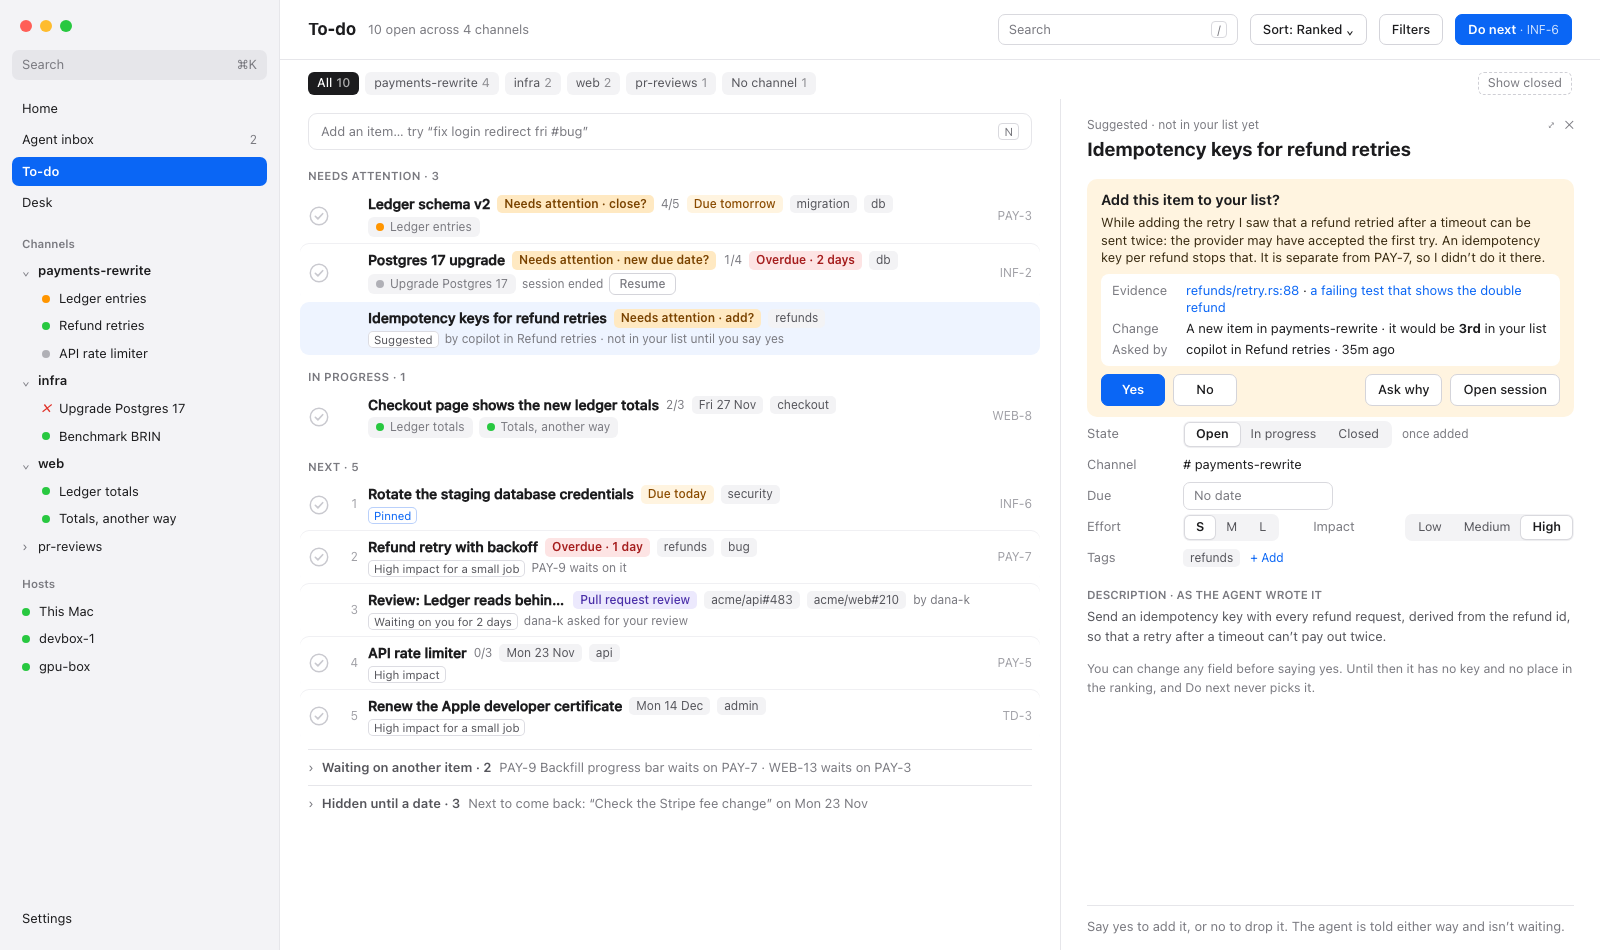 Search ⌘K
Home
Agent inbox 2
To-do
Desk
Channels
payments-rewrite
Ledger entries
Refund retries
API rate limiter
infra
Upgrade Postgres 17
Benchmark BRIN
web
Ledger totals
Totals, another way
pr-reviews
Hosts
This Mac
devbox-1
gpu-box
Settings
To-do 10 open across 4 channels
Search /
Sort: Ranked
Filters
Do next · INF-6
All 10
payments-rewrite 4
infra 2
web 2
pr-reviews 1
No channel 1
Show closed
Add an item… try “fix login redirect fri #bug” N
NEEDS ATTENTION · 3
Ledger schema v2 Needs attention · close? 4/5 Due tomorrow migration db
Ledger entries
PAY-3
Postgres 17 upgrade Needs attention · new due date? 1/4 Overdue · 2 days db
Upgrade Postgres 17 session ended Resume
INF-2
Idempotency keys for refund retries Needs attention · add? refunds
Suggested by copilot in Refund retries · not in your list until you say yes
IN PROGRESS · 1
Checkout page shows the new ledger totals 2/3 Fri 27 Nov checkout
Ledger totals Totals, another way
WEB-8
NEXT · 5
1 Rotate the staging database credentials Due today security
Pinned
INF-6
2 Refund retry with backoff Overdue · 1 day refunds bug
High impact for a small job PAY-9 waits on it
PAY-7
3 Review: Ledger reads behin… Pull request review acme/api#483 acme/web#210 by dana-k
Waiting on you for 2 days dana-k asked for your review
4 API rate limiter 0/3 Mon 23 Nov api
High impact
PAY-5
5 Renew the Apple developer certificate Mon 14 Dec admin
High impact for a small job
TD-3
Waiting on another item · 2 PAY-9 Backfill progress bar waits on PAY-7 · WEB-13 waits on PAY-3
Hidden until a date · 3 Next to come back: “Check the Stripe fee change” on Mon 23 Nov
Suggested · not in your list yet
Idempotency keys for refund retries
Add this item to your list?
While adding the retry I saw that a refund retried after a timeout can be
sent twice: the provider may have accepted the first try. An idempotency
key per refund stops that. It is separate from PAY-7, so I didn’t do it there.
Evidence refunds/retry.rs:88 · a failing test that shows the double
refund
Change A new item in payments-rewrite · it would be 3rd in your list
Asked by copilot in Refund retries · 35m ago
Yes No Ask why Open session
State Open In progress Closed once added
Channel # payments-rewrite
Due No date
Effort S M L Impact Low Medium High
Tags refunds + Add
DESCRIPTION · AS THE AGENT WROTE IT
Send an idempotency key with every refund request, derived from the refund id,
so that a retry after a timeout can’t pay out twice.
You can change any field before saying yes. Until then it has no key and no place in
the ranking, and Do next never picks it.
Say yes to add it, or no to drop it. The agent is told either way and isn’t waiting.